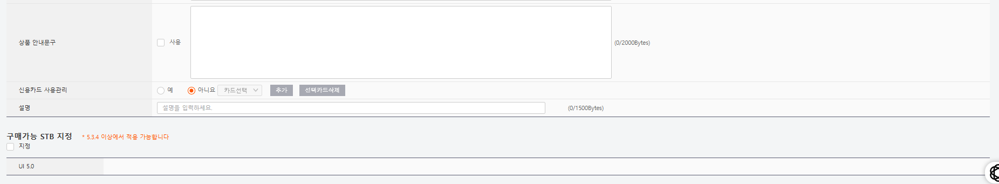 상품 안내문구 사용 (0/2000Bytes)
신용카드 사용관리 예 아니요 카드선택 추가 선택카드삭제
설명 설명을 입력하세요. (0/1500Bytes)
구매가능 STB 지정 * 5.3.4 이상에서 적용 가능합니다
지정
UI 5.0